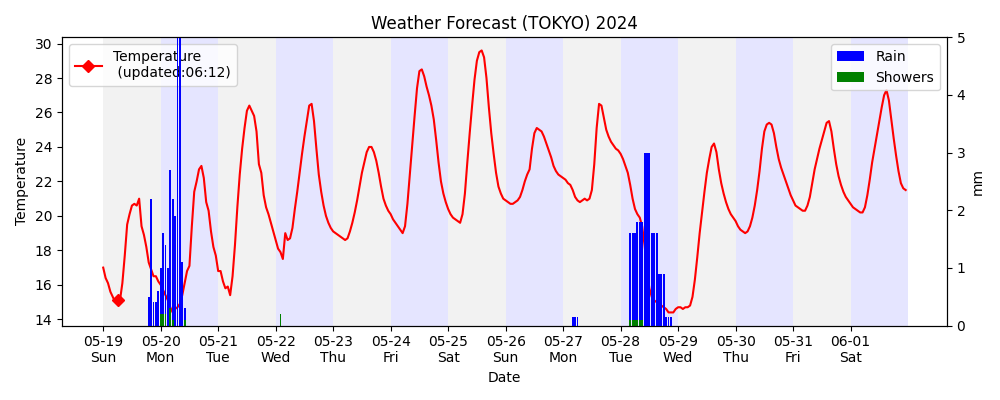 Weather Forecast (TOKYO) 2024
Temperature
(updated:06:12)
Rain
Showers
Temperature
30
28
26
24
22
20
18
16
14
5
4
3
2
1
0
mm
05-19 05-20 05-21 05-22 05-23 05-24 05-25 05-26 05-27 05-28 05-29 05-30 05-31 06-01
Sun Mon Tue Wed Thu Fri Sat Sun Mon Tue Wed Thu Fri Sat
Date